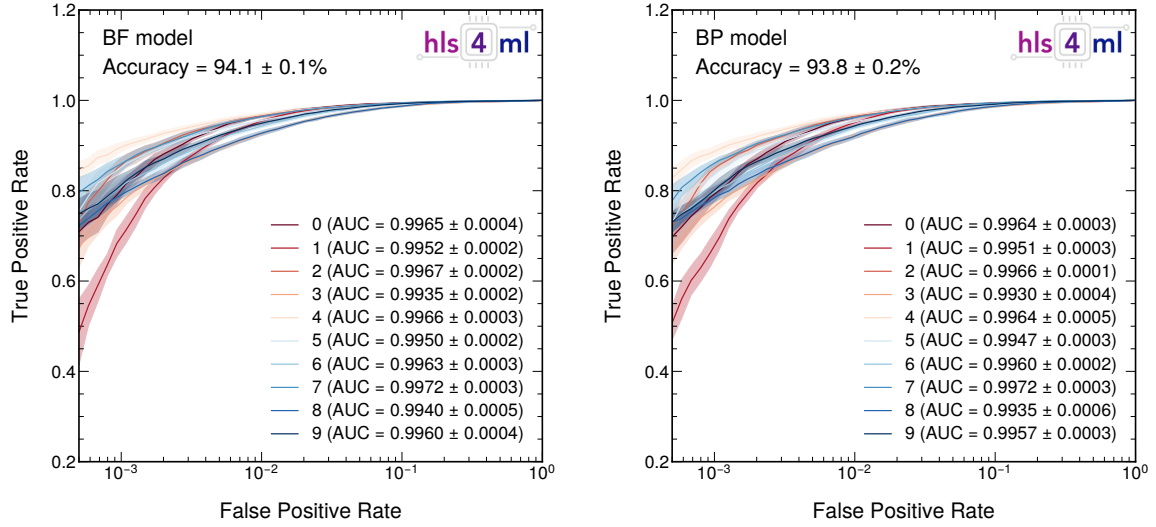 BF model
Accuracy = 94.1 ± 0.1%
hls 4 ml
1.2
1.0
0.8
0.6
0.4
0.2
True Positive Rate
0 (AUC = 0.9965 ± 0.0004)
1 (AUC = 0.9952 ± 0.0002)
2 (AUC = 0.9967 ± 0.0002)
3 (AUC = 0.9935 ± 0.0002)
4 (AUC = 0.9966 ± 0.0003)
5 (AUC = 0.9950 ± 0.0002)
6 (AUC = 0.9963 ± 0.0003)
7 (AUC = 0.9972 ± 0.0003)
8 (AUC = 0.9940 ± 0.0005)
9 (AUC = 0.9960 ± 0.0004)
10⁻³ 10⁻² 10⁻¹ 10⁰
False Positive Rate
BP model
Accuracy = 93.8 ± 0.2%
hls 4 ml
1.2
1.0
0.8
0.6
0.4
0.2
True Positive Rate
0 (AUC = 0.9964 ± 0.0003)
1 (AUC = 0.9951 ± 0.0003)
2 (AUC = 0.9966 ± 0.0001)
3 (AUC = 0.9930 ± 0.0004)
4 (AUC = 0.9964 ± 0.0005)
5 (AUC = 0.9947 ± 0.0003)
6 (AUC = 0.9960 ± 0.0002)
7 (AUC = 0.9972 ± 0.0003)
8 (AUC = 0.9935 ± 0.0006)
9 (AUC = 0.9957 ± 0.0003)
10⁻³ 10⁻² 10⁻¹ 10⁰
False Positive Rate